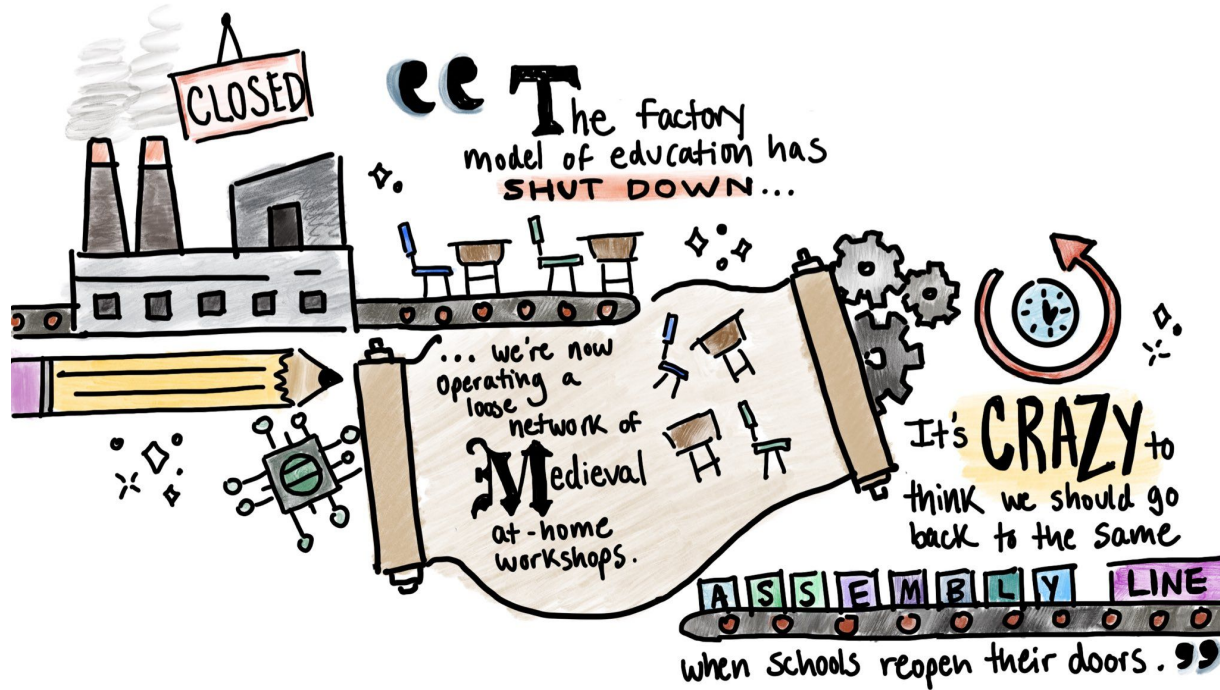 CLOSED
“The factory
model of education has
SHUT DOWN...
... we're now
operating a
loose
network of
Medieval
at-home
workshops.
It's CRAZY to
think we should go
back to the same
ASSEMBLY LINE
when schools reopen their doors.”